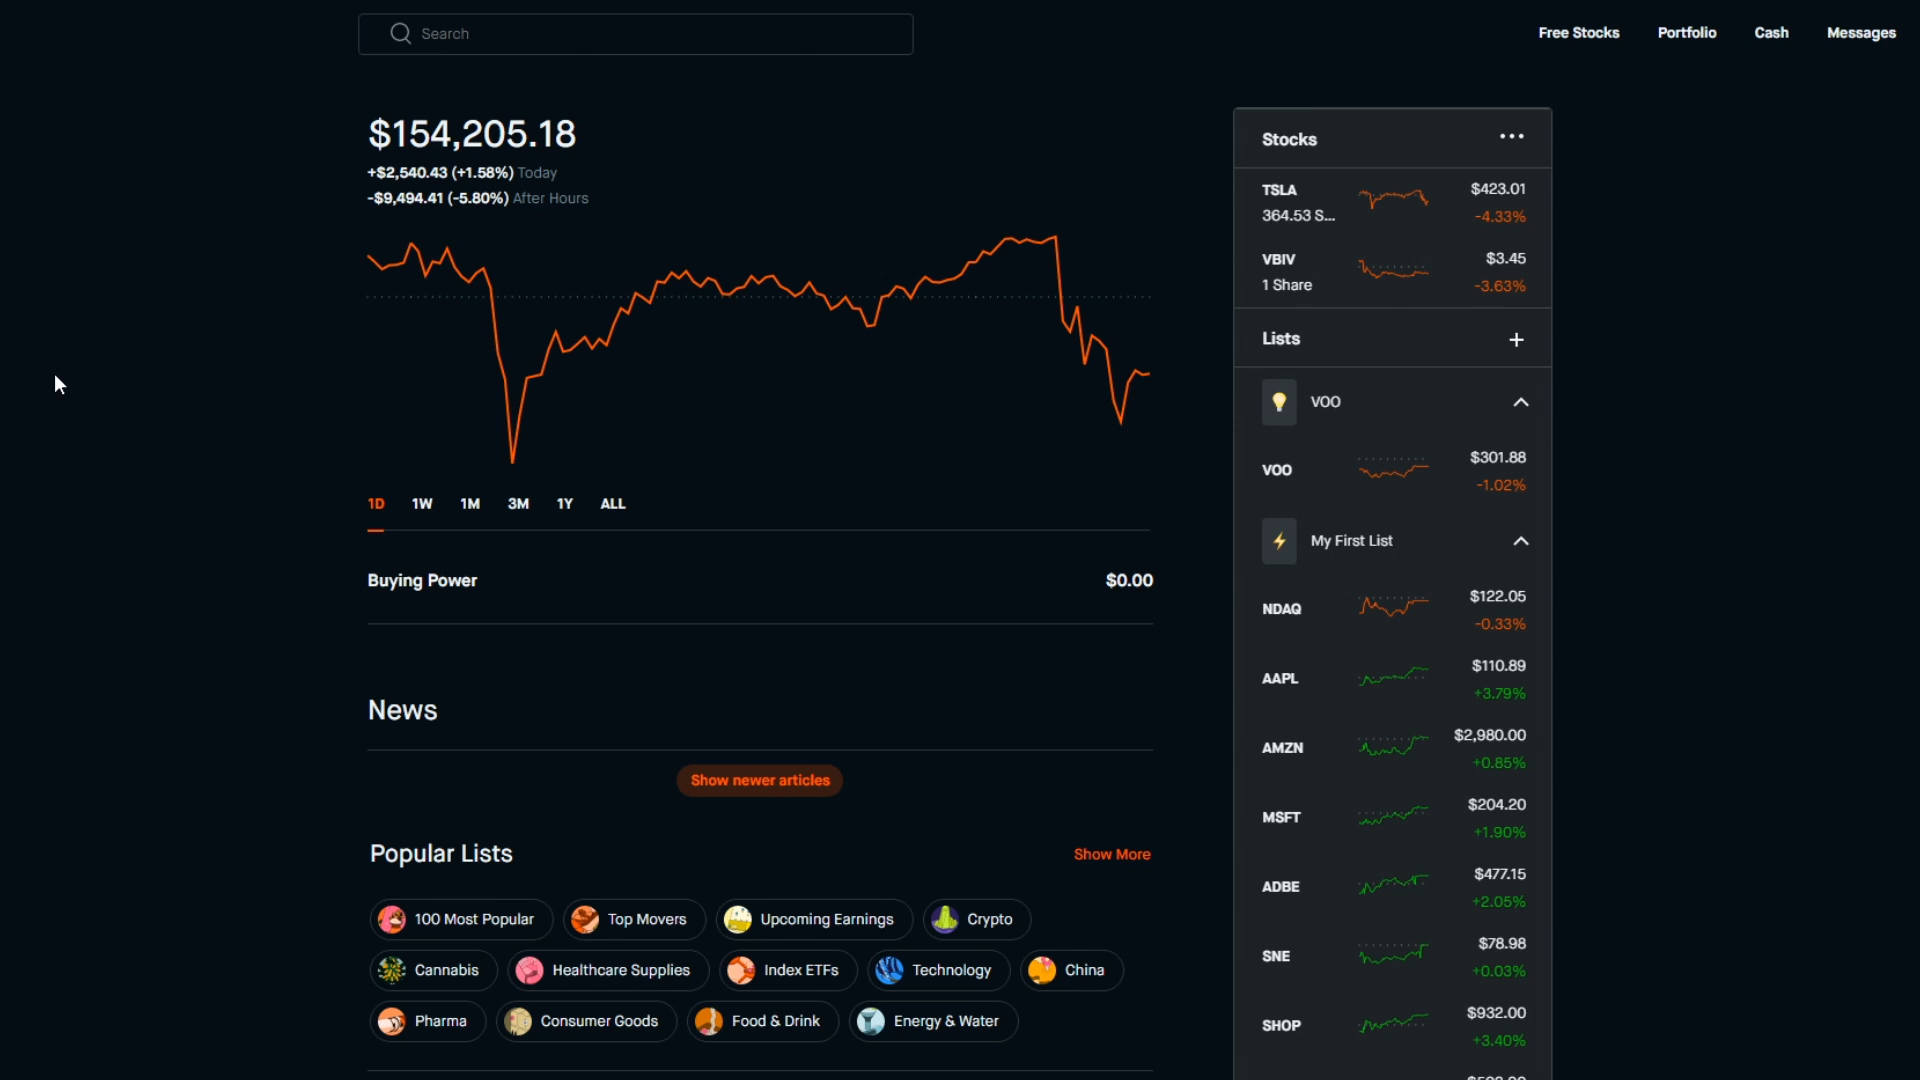 Search
Free Stocks
Portfolio
Cash
Messages
$154,205.18
+$2,540.43 (+1.58%) Today
-$9,494.41 (-5.80%) After Hours
1D 1W 1M 3M 1Y ALL
Buying Power $0.00
News
Show newer articles
Popular Lists Show More
100 Most Popular Top Movers Upcoming Earnings Crypto
Cannabis Healthcare Supplies Index ETFs Technology China
Pharma Consumer Goods Food & Drink Energy & Water
Stocks
TSLA $423.01
364.53 S... -4.33%
VBIV $3.45
1 Share -3.63%
Lists
VOO
VOO $301.88
-1.02%
My First List
NDAQ $122.05
-0.33%
AAPL $110.89
+3.79%
AMZN $2,980.00
+0.85%
MSFT $204.20
+1.90%
ADBE $477.15
+2.05%
SNE $78.98
+0.03%
SHOP $932.00
+3.40%